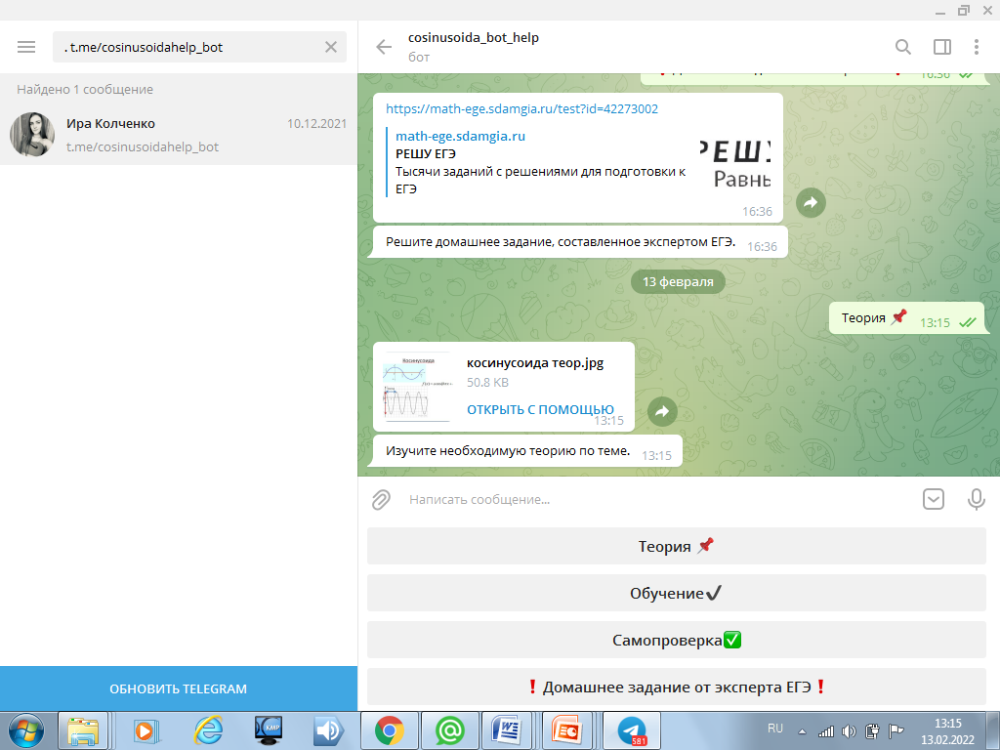 . t.me/cosinusoidahelp_bot
Найдено 1 сообщение
Ира Колченко
10.12.2021
t.me/cosinusoidahelp_bot
ОБНОВИТЬ TELEGRAM
cosinusoida_bot_help
бот
16:36
https://math-ege.sdamgia.ru/test?id=42273002
math-ege.sdamgia.ru
РЕШУ ЕГЭ
Тысячи заданий с решениями для подготовки к
ЕГЭ
РЕШУ
Равны
16:36
Решите домашнее задание, составленное экспертом ЕГЭ.
16:36
13 февраля
Теория 📌
13:15
Косинусоида
косинусоида теор.jpg
50.8 KB
ОТКРЫТЬ С ПОМОЩЬЮ
13:15
Изучите необходимую теорию по теме.
13:15
Написать сообщение...
Теория 📌
Обучение✔
Самопроверка✅
❗ Домашнее задание от эксперта ЕГЭ ❗
KMP
581
RU
13:15
13.02.2022